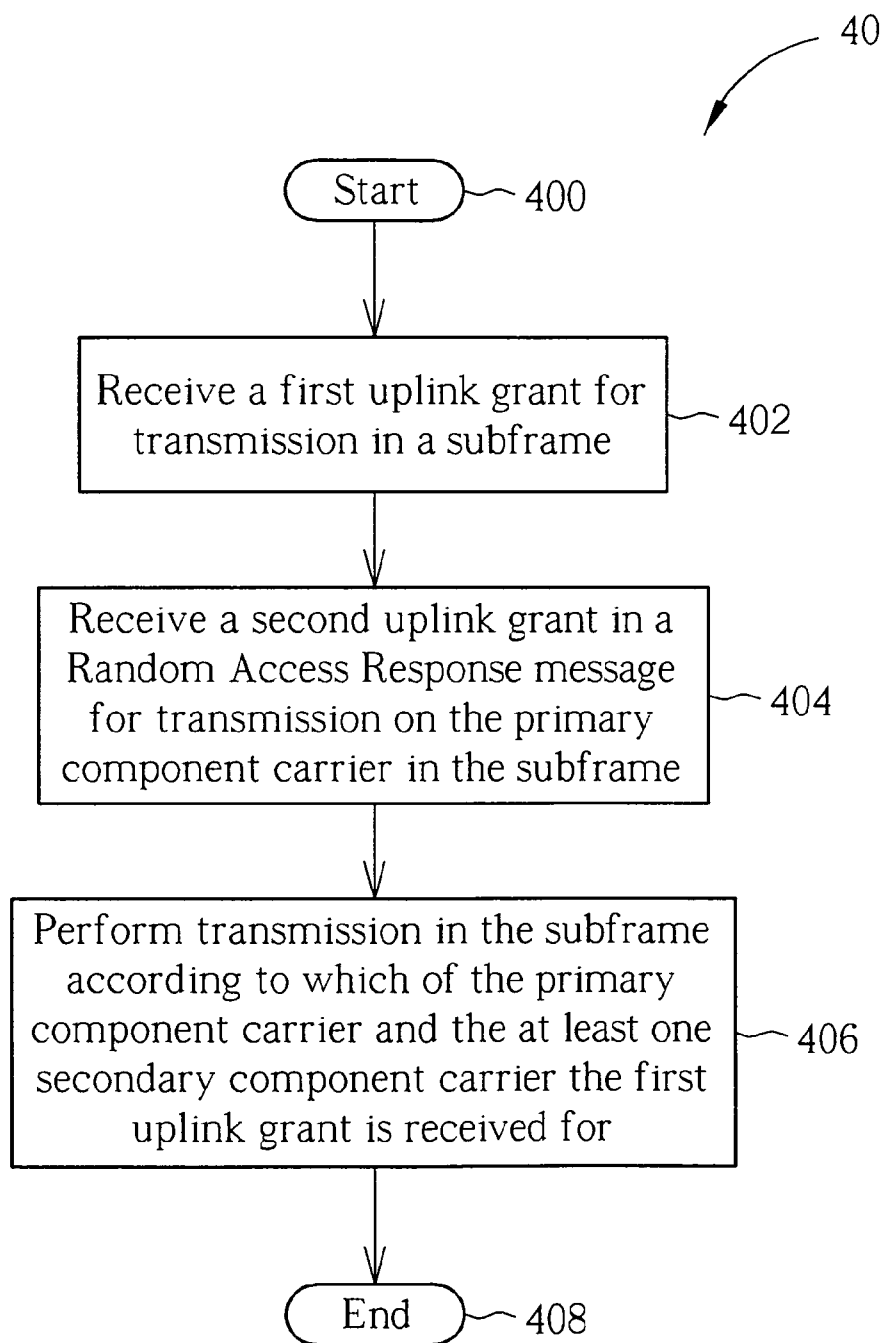 40
Start
400
Receive a first uplink grant for
transmission in a subframe
402
Receive a second uplink grant in a
Random Access Response message
for transmission on the primary
component carrier in the subframe
404
Perform transmission in the subframe
according to which of the primary
component carrier and the at least one
secondary component carrier the first
uplink grant is received for
406
End
408